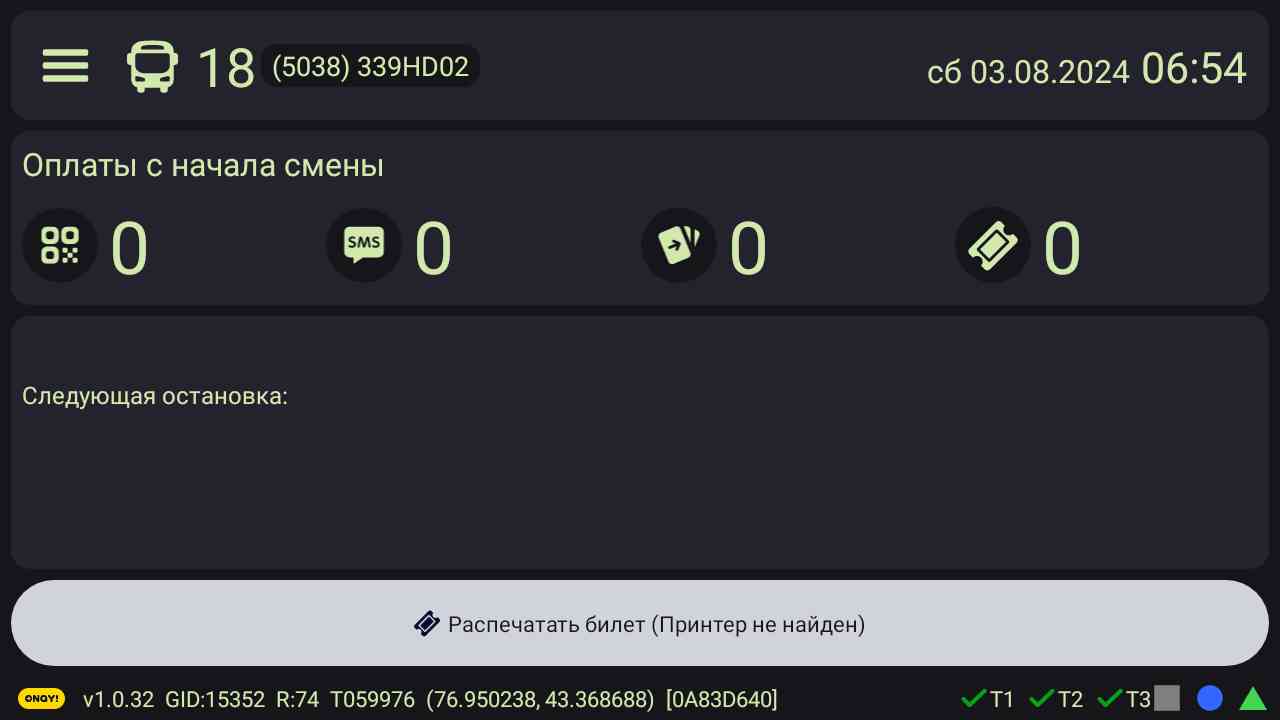 18 (5038) 339HD02 сб 03.08.2024 06:54
Оплаты с начала смены
0 SMS 0 0 0
Следующая остановка:
Распечатать билет (Принтер не найден)
ONAY! v1.0.32 GID:15352 R:74 T059976 (76.950238, 43.368688) [0A83D640] T1 T2 T3